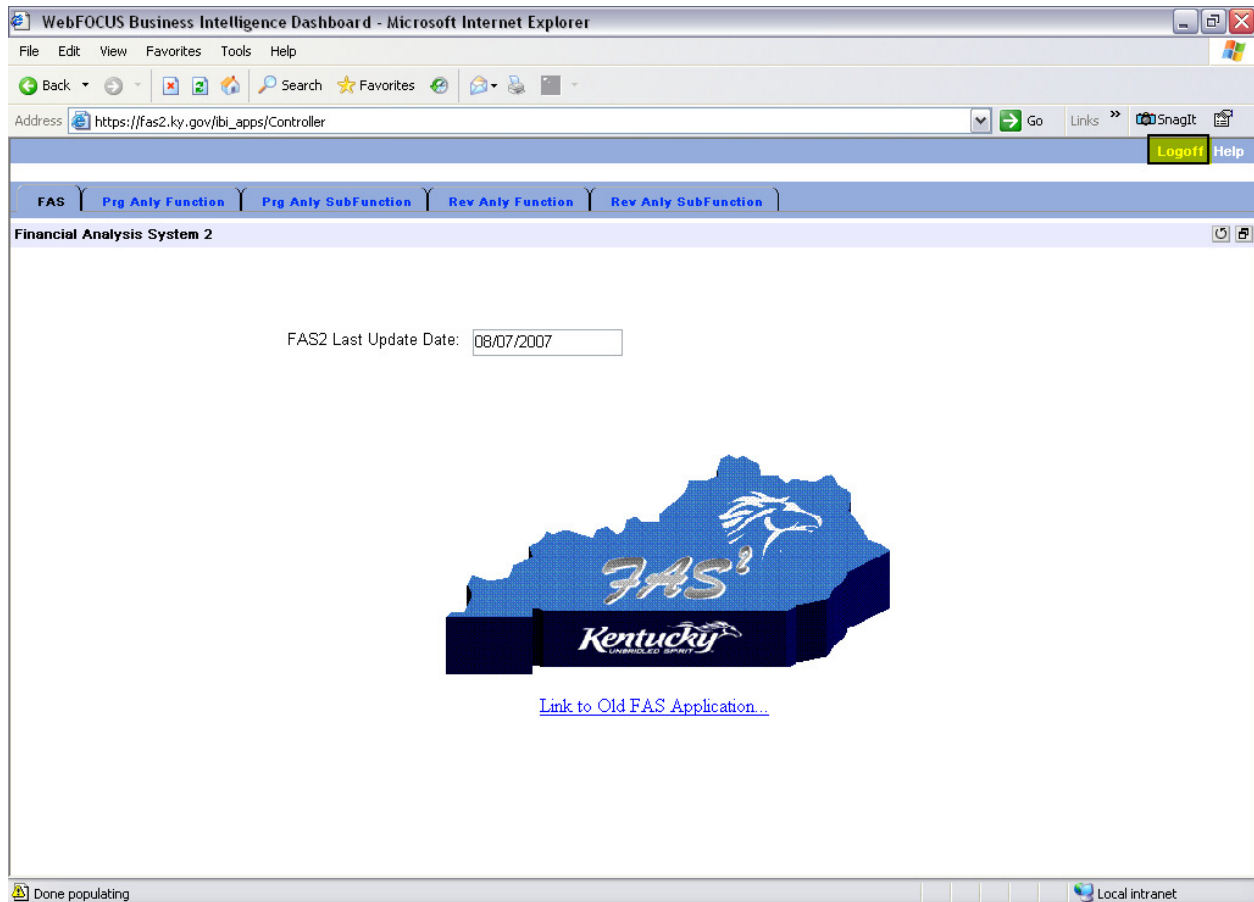 WebFOCUS Business Intelligence Dashboard - Microsoft Internet Explorer
File Edit View Favorites Tools Help
Back Search Favorites
Address https://fas2.ky.gov/ibi_apps/Controller Go Links » SnagIt
Logoff Help
FAS Prg Anly Function Prg Anly SubFunction Rev Anly Function Rev Anly SubFunction
Financial Analysis System 2
FAS2 Last Update Date: 08/07/2007
FAS2
Kentucky
UNBRIDLED SPIRIT
Link to Old FAS Application...
Done populating Local intranet